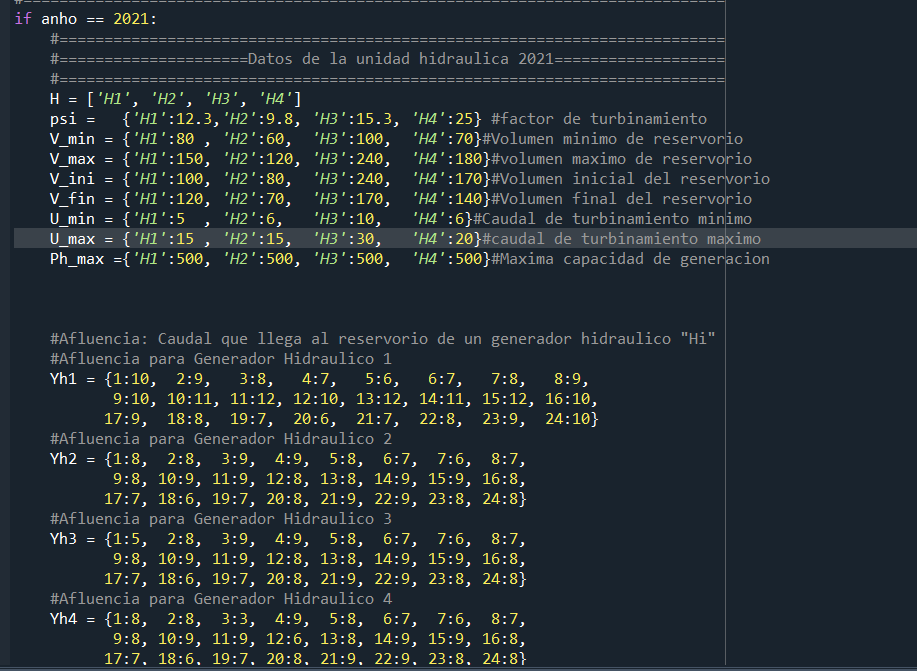 #==========================================================================
if anho == 2021:
    #==========================================================================
    #=====================Datos de la unidad hidraulica 2021===================
    #==========================================================================
    H = ['H1', 'H2', 'H3', 'H4']
    psi =   {'H1':12.3,'H2':9.8, 'H3':15.3, 'H4':25} #factor de turbinamiento
    V_min = {'H1':80 , 'H2':60,  'H3':100,  'H4':70}#Volumen minimo de reservorio
    V_max = {'H1':150, 'H2':120, 'H3':240,  'H4':180}#volumen maximo de reservorio
    V_ini = {'H1':100, 'H2':80,  'H3':240,  'H4':170}#Volumen inicial del reservorio
    V_fin = {'H1':120, 'H2':70,  'H3':170,  'H4':140}#Volumen final del reservorio
    U_min = {'H1':5  , 'H2':6,   'H3':10,   'H4':6}#Caudal de turbinamiento minimo
    U_max = {'H1':15 , 'H2':15,  'H3':30,   'H4':20}#caudal de turbinamiento maximo
    Ph_max ={'H1':500, 'H2':500, 'H3':500,  'H4':500}#Maxima capacidad de generacion
    #Afluencia: Caudal que llega al reservorio de un generador hidraulico "Hi"
    #Afluencia para Generador Hidraulico 1
    Yh1 = {1:10,  2:9,   3:8,   4:7,   5:6,   6:7,   7:8,   8:9,
           9:10, 10:11, 11:12, 12:10, 13:12, 14:11, 15:12, 16:10,
          17:9,  18:8,  19:7,  20:6,  21:7,  22:8,  23:9,  24:10}
    #Afluencia para Generador Hidraulico 2
    Yh2 = {1:8,  2:8,  3:9,  4:9,  5:8,  6:7,  7:6,  8:7,
           9:8, 10:9, 11:9, 12:8, 13:8, 14:9, 15:9, 16:8,
          17:7, 18:6, 19:7, 20:8, 21:9, 22:9, 23:8, 24:8}
    #Afluencia para Generador Hidraulico 3
    Yh3 = {1:5,  2:8,  3:9,  4:9,  5:8,  6:7,  7:6,  8:7,
           9:8, 10:9, 11:9, 12:8, 13:8, 14:9, 15:9, 16:8,
          17:7, 18:6, 19:7, 20:8, 21:9, 22:9, 23:8, 24:8}
    #Afluencia para Generador Hidraulico 4
    Yh4 = {1:8,  2:8,  3:3,  4:9,  5:8,  6:7,  7:6,  8:7,
           9:8, 10:9, 11:9, 12:6, 13:8, 14:9, 15:9, 16:8,
          17:7, 18:6, 19:7, 20:8, 21:9, 22:9, 23:8, 24:8}